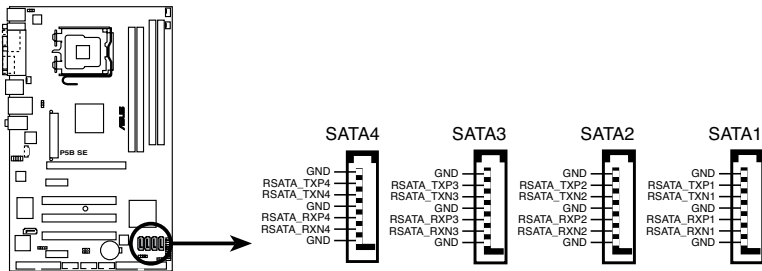 SATA4 SATA3 SATA2 SATA1
GND
RSATA_TXP4
RSATA_TXN4
GND
RSATA_RXP4
RSATA_RXN4
GND
GND
RSATA_TXP3
RSATA_TXN3
GND
RSATA_RXP3
RSATA_RXN3
GND
GND
RSATA_TXP2
RSATA_TXN2
GND
RSATA_RXP2
RSATA_RXN2
GND
GND
RSATA_TXP1
RSATA_TXN1
GND
RSATA_RXP1
RSATA_RXN1
GND
ASUS
P5B SE